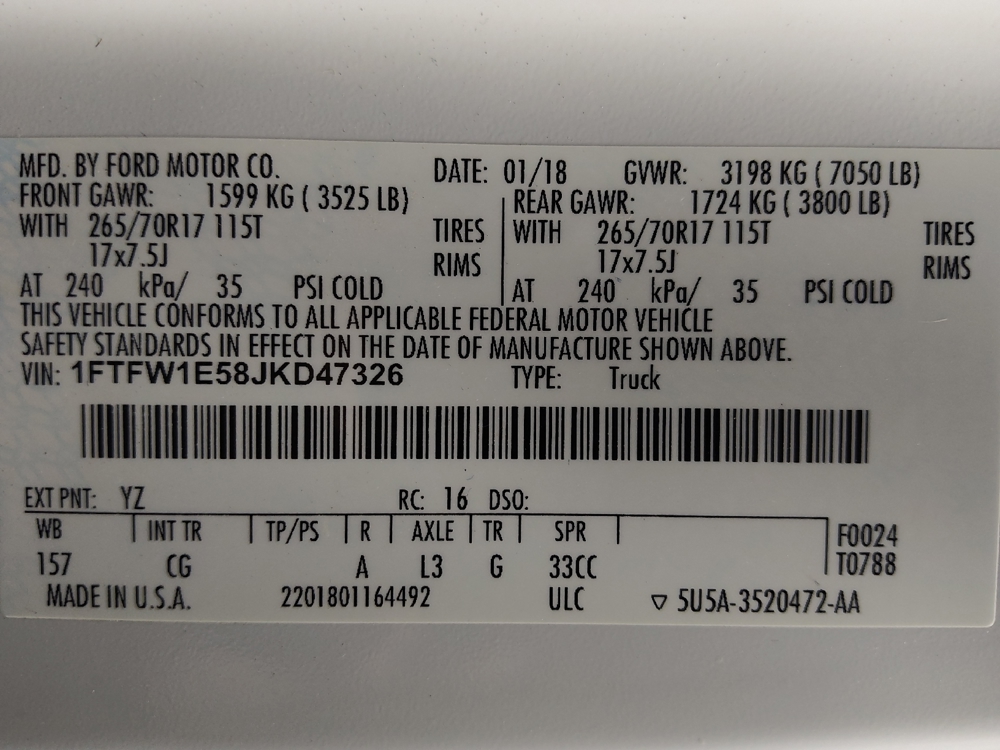 MFD. BY FORD MOTOR CO. DATE: 01/18 GVWR: 3198 KG ( 7050 LB)
FRONT GAWR: 1599 KG ( 3525 LB) REAR GAWR: 1724 KG ( 3800 LB)
WITH 265/70R17 115T TIRES WITH 265/70R17 115T TIRES
17x7.5J RIMS 17x7.5J RIMS
AT 240 kPa/ 35 PSI COLD AT 240 kPa/ 35 PSI COLD
THIS VEHICLE CONFORMS TO ALL APPLICABLE FEDERAL MOTOR VEHICLE
SAFETY STANDARDS IN EFFECT ON THE DATE OF MANUFACTURE SHOWN ABOVE.
VIN: 1FTFW1E58JKD47326 TYPE: Truck
EXT PNT: YZ RC: 16 DSO:
WB INT TR TP/PS R AXLE TR SPR F0024
157 CG A L3 G 33CC T0788
MADE IN U.S.A. 2201801164492 ULC ▽ 5U5A-3520472-AA